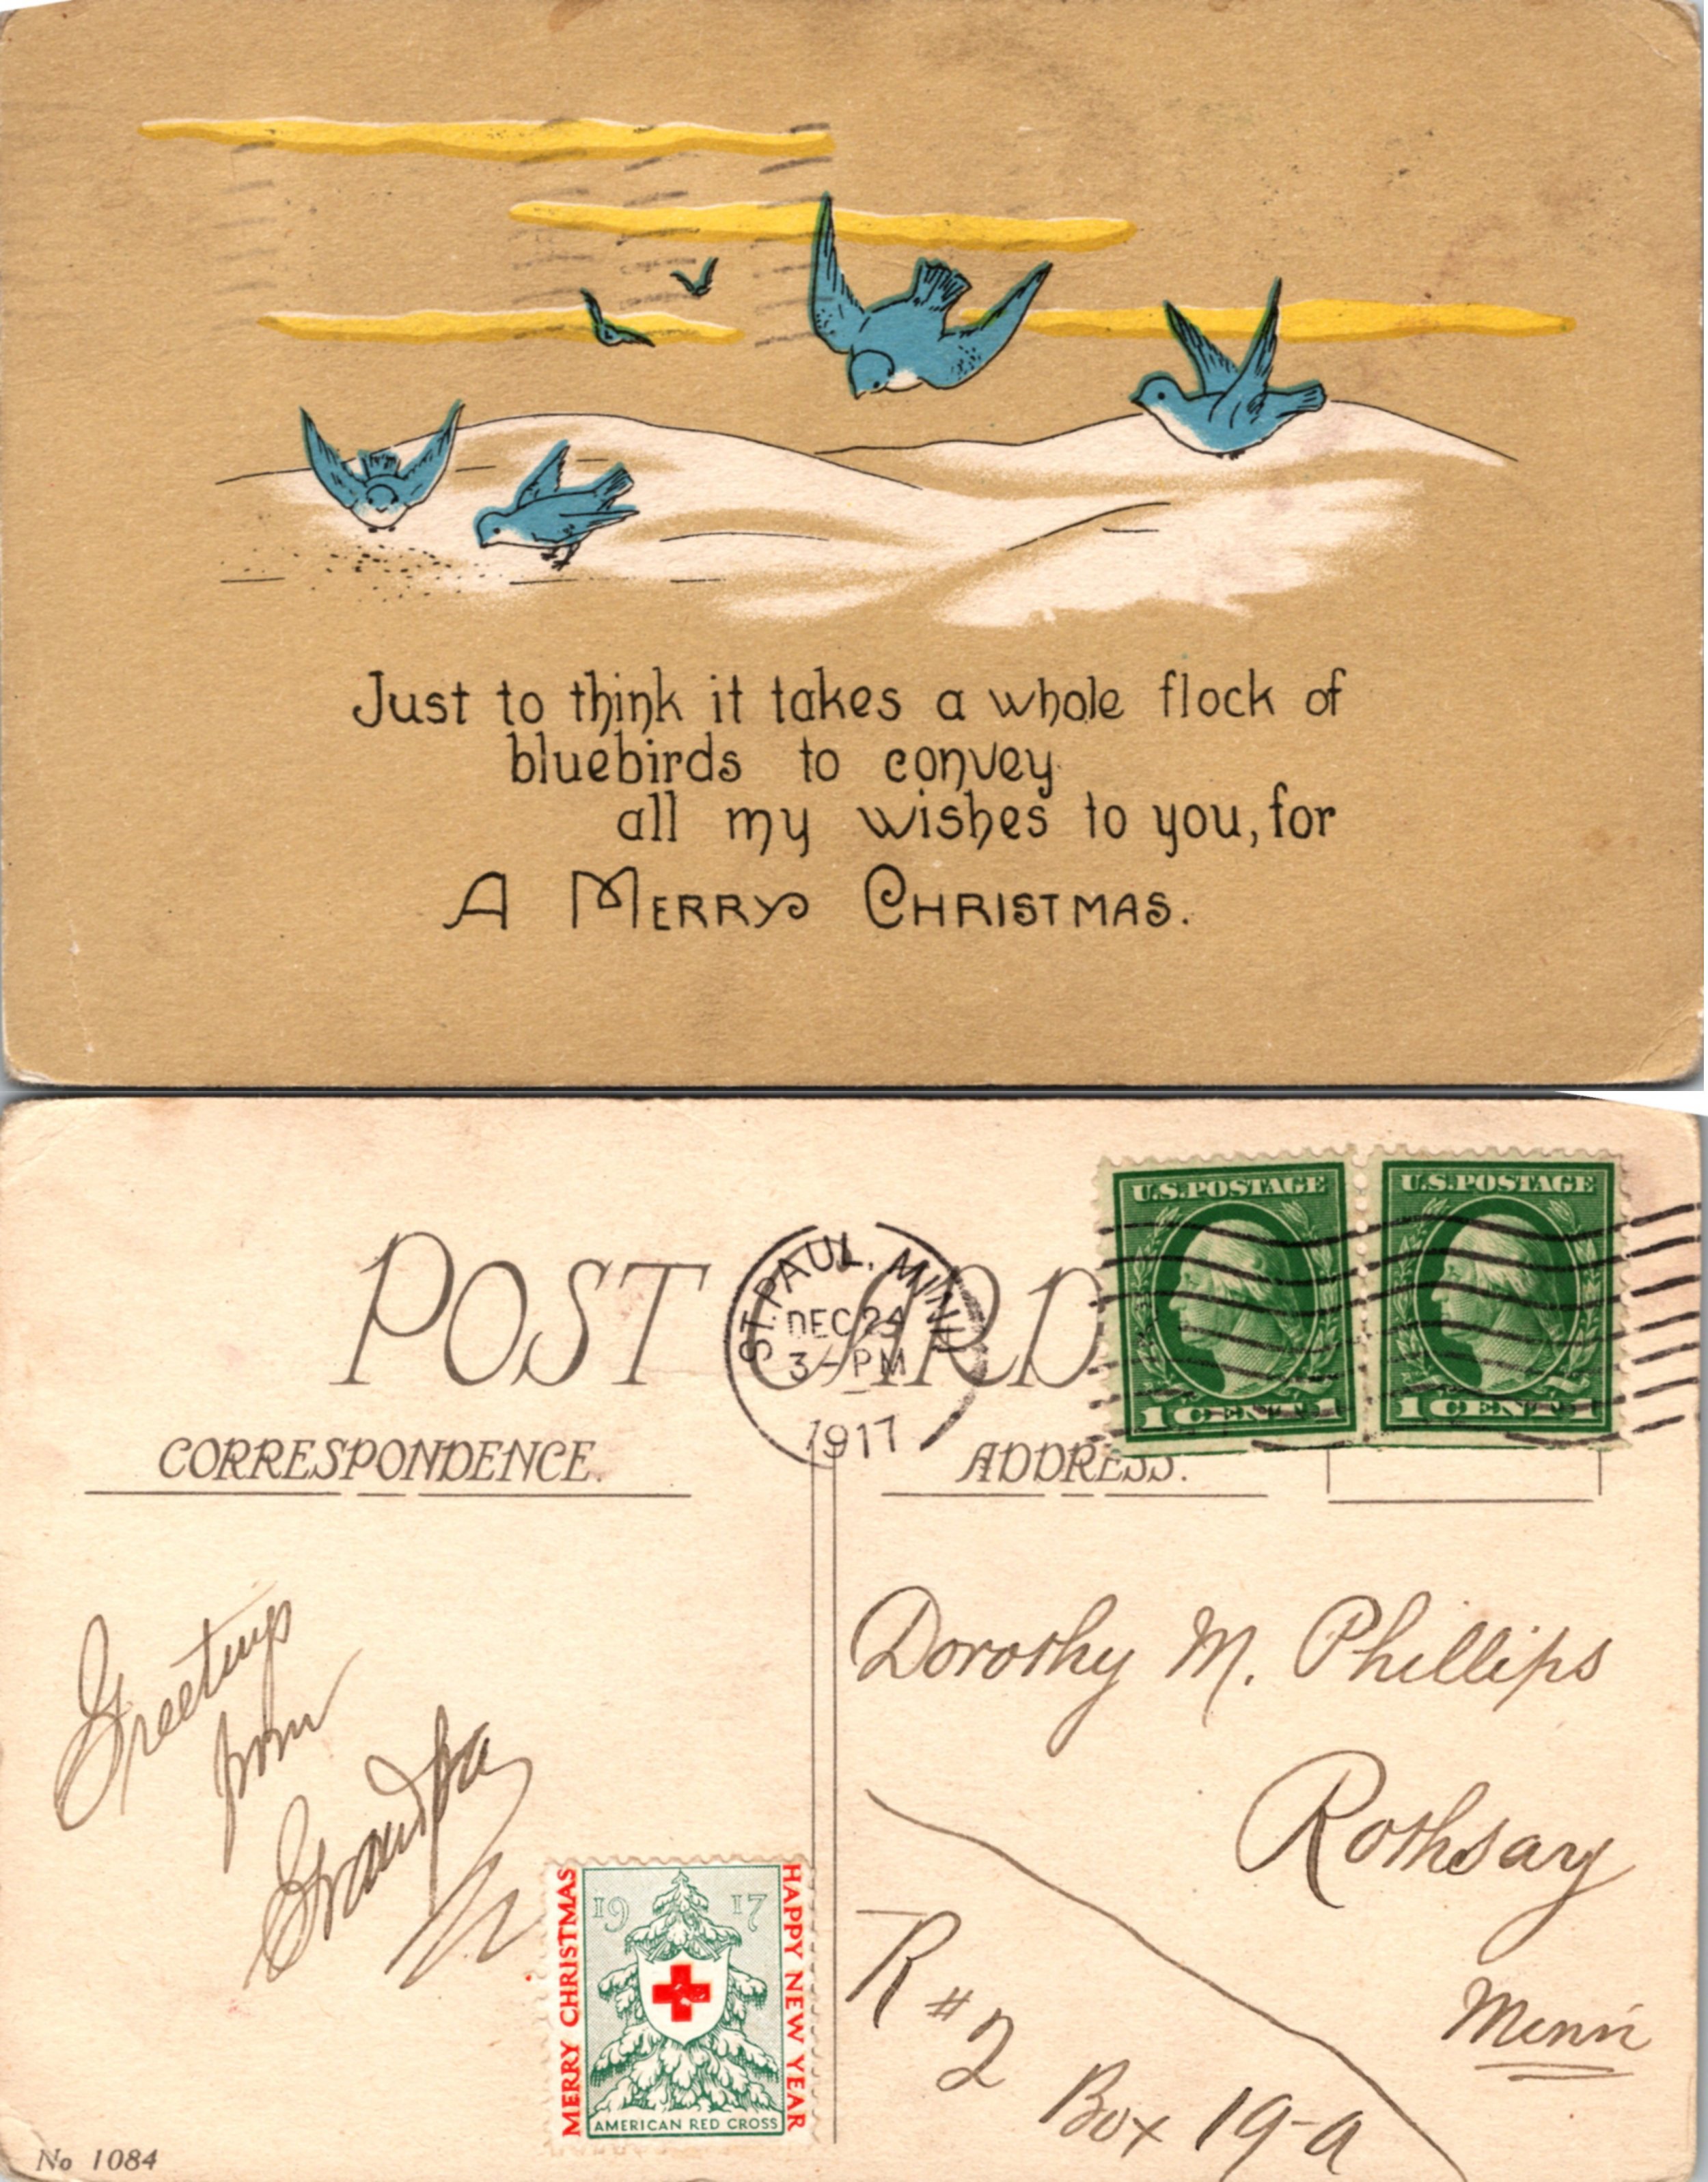 Just to think it takes a whole flock of
bluebirds to convey
all my wishes to you, for
A MERRY CHRISTMAS.
POST CARD
ST. PAUL, MINN.
DEC 24
3-PM
1917
U.S. POSTAGE
1 CENT 1
U.S. POSTAGE
1 CENT 1
CORRESPONDENCE.
ADDRESS.
Greetings
from
Grandpa
Dorothy M. Phillips
Rothsay
Minn
R #2
Box 19-a
MERRY CHRISTMAS
1917
HAPPY NEW YEAR
AMERICAN RED CROSS
No 1084